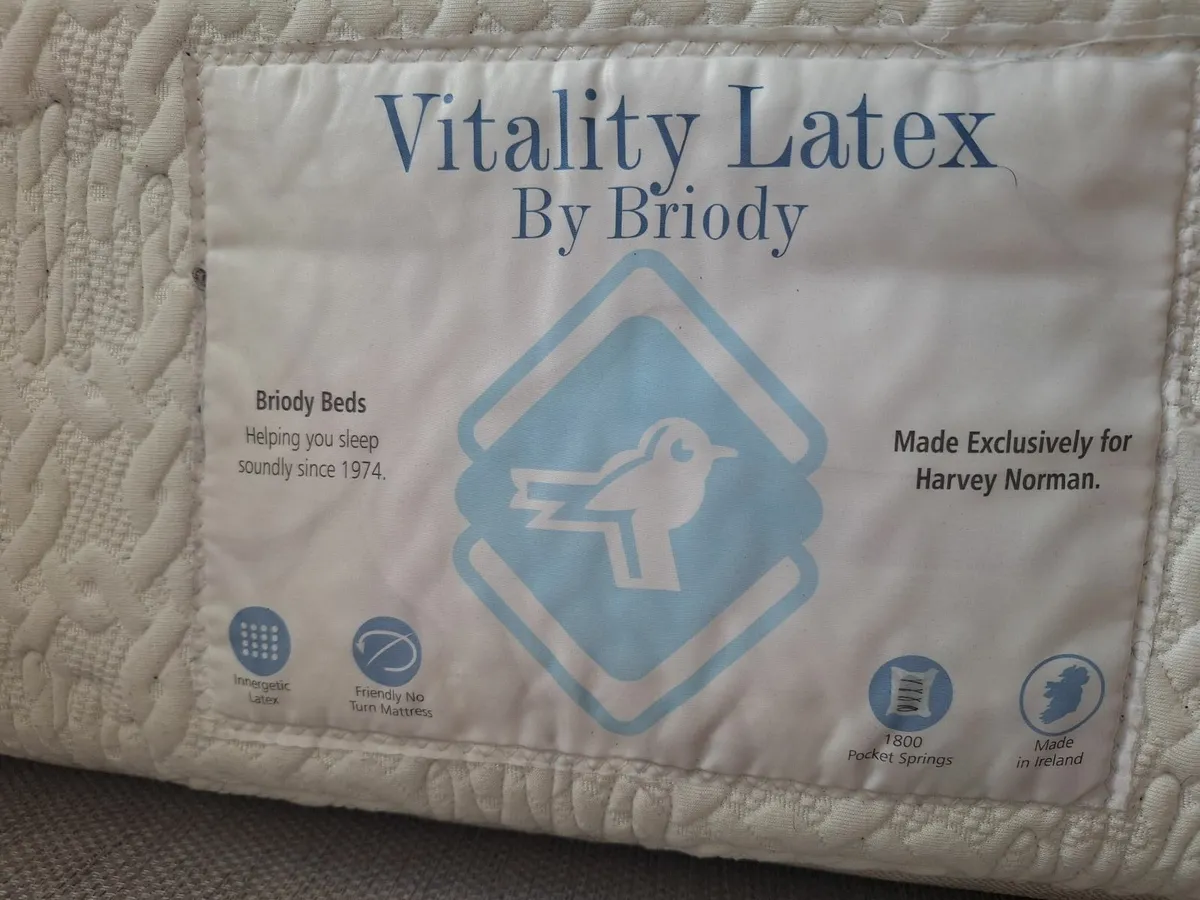 Vitality Latex
By Briody
Briody Beds
Helping you sleep
soundly since 1974.
Made Exclusively for
Harvey Norman.
Innergetic
Latex
Friendly No
Turn Mattress
1800
Pocket Springs
Made
in Ireland